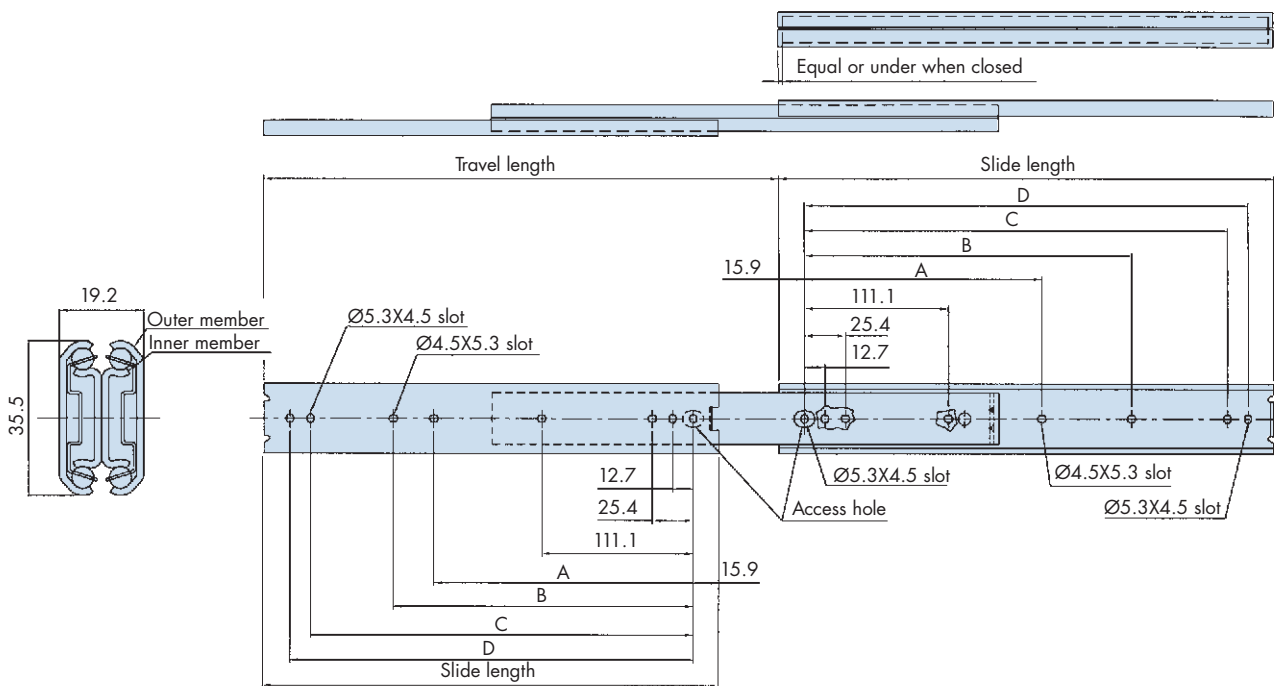 Equal or under when closed
Travel length
Slide length
D
C
B
15.9
A
111.1
25.4
12.7
19.2
Outer member
Inner member
35.5
Ø5.3X4.5 slot
Ø4.5X5.3 slot
Ø5.3X4.5 slot
Ø4.5X5.3 slot
Ø5.3X4.5 slot
Access hole
12.7
25.4
111.1
A
15.9
B
C
D
Slide length